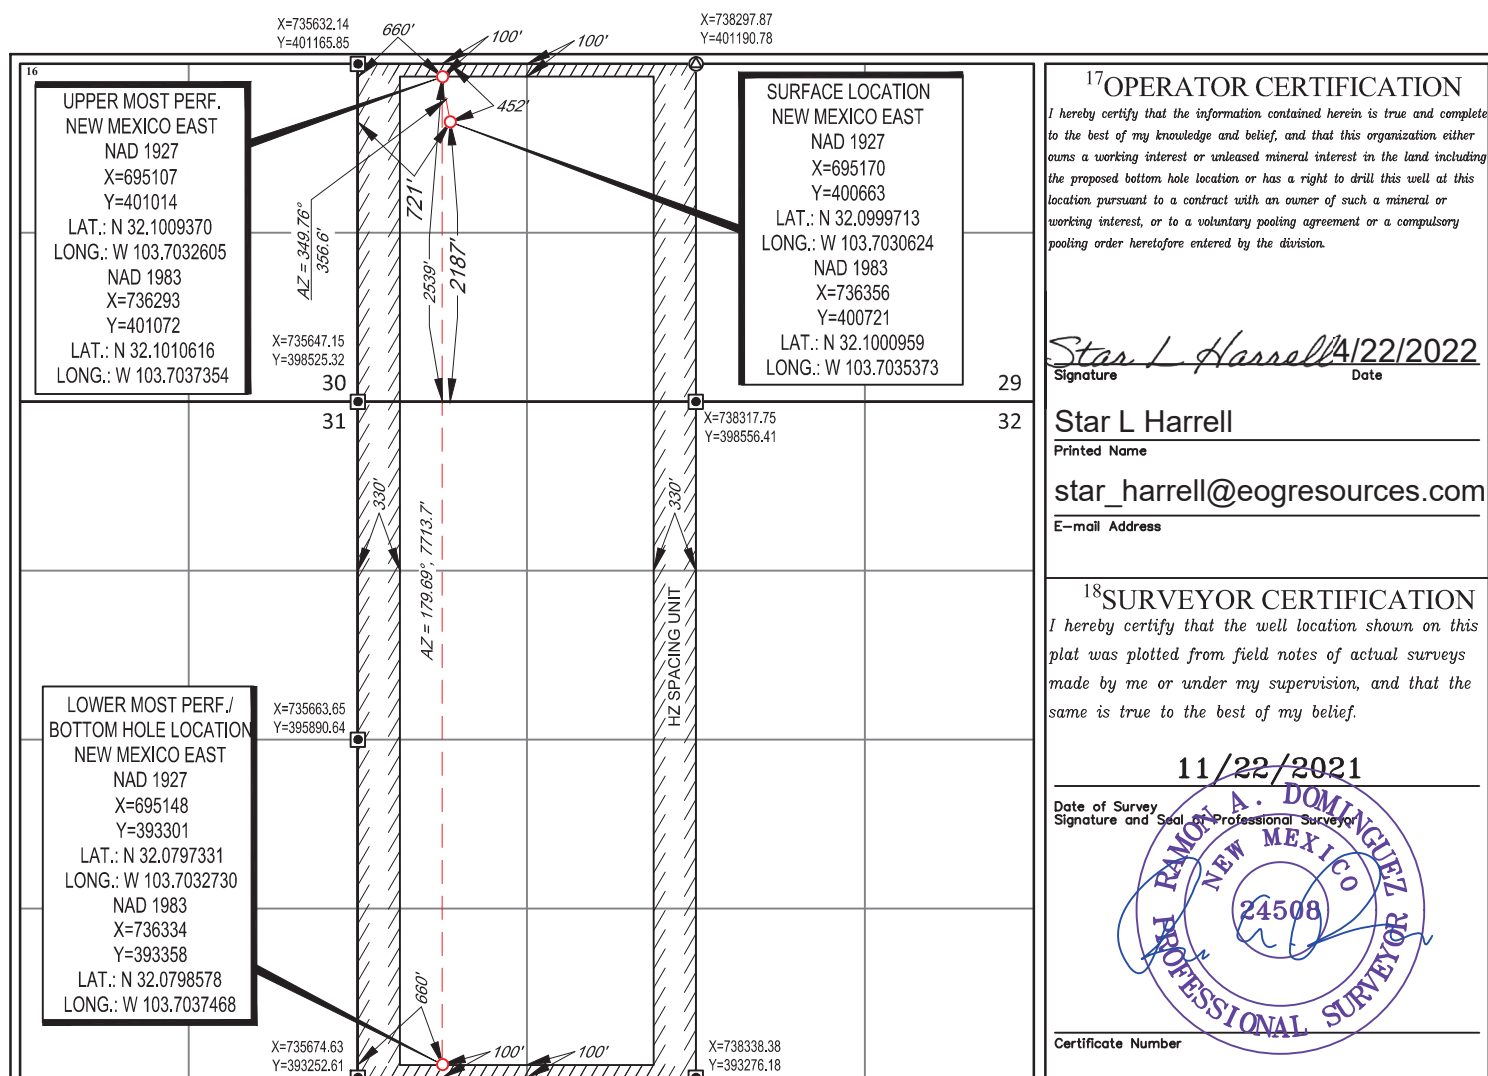 X=735632.14
Y=401165.85
660'
100'
100'
X=738297.87
Y=401190.78
16
UPPER MOST PERF.
NEW MEXICO EAST
NAD 1927
X=695107
Y=401014
LAT.: N 32.1009370
LONG.: W 103.7032605
NAD 1983
X=736293
Y=401072
LAT.: N 32.1010616
LONG.: W 103.7037354
452'
721'
AZ = 349.76°
356.6'
2539'
2187'
SURFACE LOCATION
NEW MEXICO EAST
NAD 1927
X=695170
Y=400663
LAT.: N 32.0999713
LONG.: W 103.7030624
NAD 1983
X=736356
Y=400721
LAT.: N 32.1000959
LONG.: W 103.7035373
X=735647.15
Y=398525.32
30
29
31
32
X=738317.75
Y=398556.41
330'
330'
AZ = 179.69°, 7713.7'
HZ SPACING UNIT
LOWER MOST PERF./
BOTTOM HOLE LOCATION
NEW MEXICO EAST
NAD 1927
X=695148
Y=393301
LAT.: N 32.0797331
LONG.: W 103.7032730
NAD 1983
X=736334
Y=393358
LAT.: N 32.0798578
LONG.: W 103.7037468
X=735663.65
Y=395890.64
660'
100'
100'
X=735674.63
Y=393252.61
X=738338.38
Y=393276.18
17OPERATOR CERTIFICATION
I hereby certify that the information contained herein is true and complete
to the best of my knowledge and belief, and that this organization either
owns a working interest or unleased mineral interest in the land including
the proposed bottom hole location or has a right to drill this well at this
location pursuant to a contract with an owner of such a mineral or
working interest, or to a voluntary pooling agreement or a compulsory
pooling order heretofore entered by the division.
Star L Harrell 4/22/2022
Signature Date
Star L Harrell
Printed Name
star_harrell@eogresources.com
E-mail Address
18SURVEYOR CERTIFICATION
I hereby certify that the well location shown on this
plat was plotted from field notes of actual surveys
made by me or under my supervision, and that the
same is true to the best of my belief.
11/22/2021
Date of Survey
Signature and Seal of Professional Surveyor
RAMON A. DOMINGUEZ
NEW MEXICO
24508
PROFESSIONAL SURVEYOR
Certificate Number